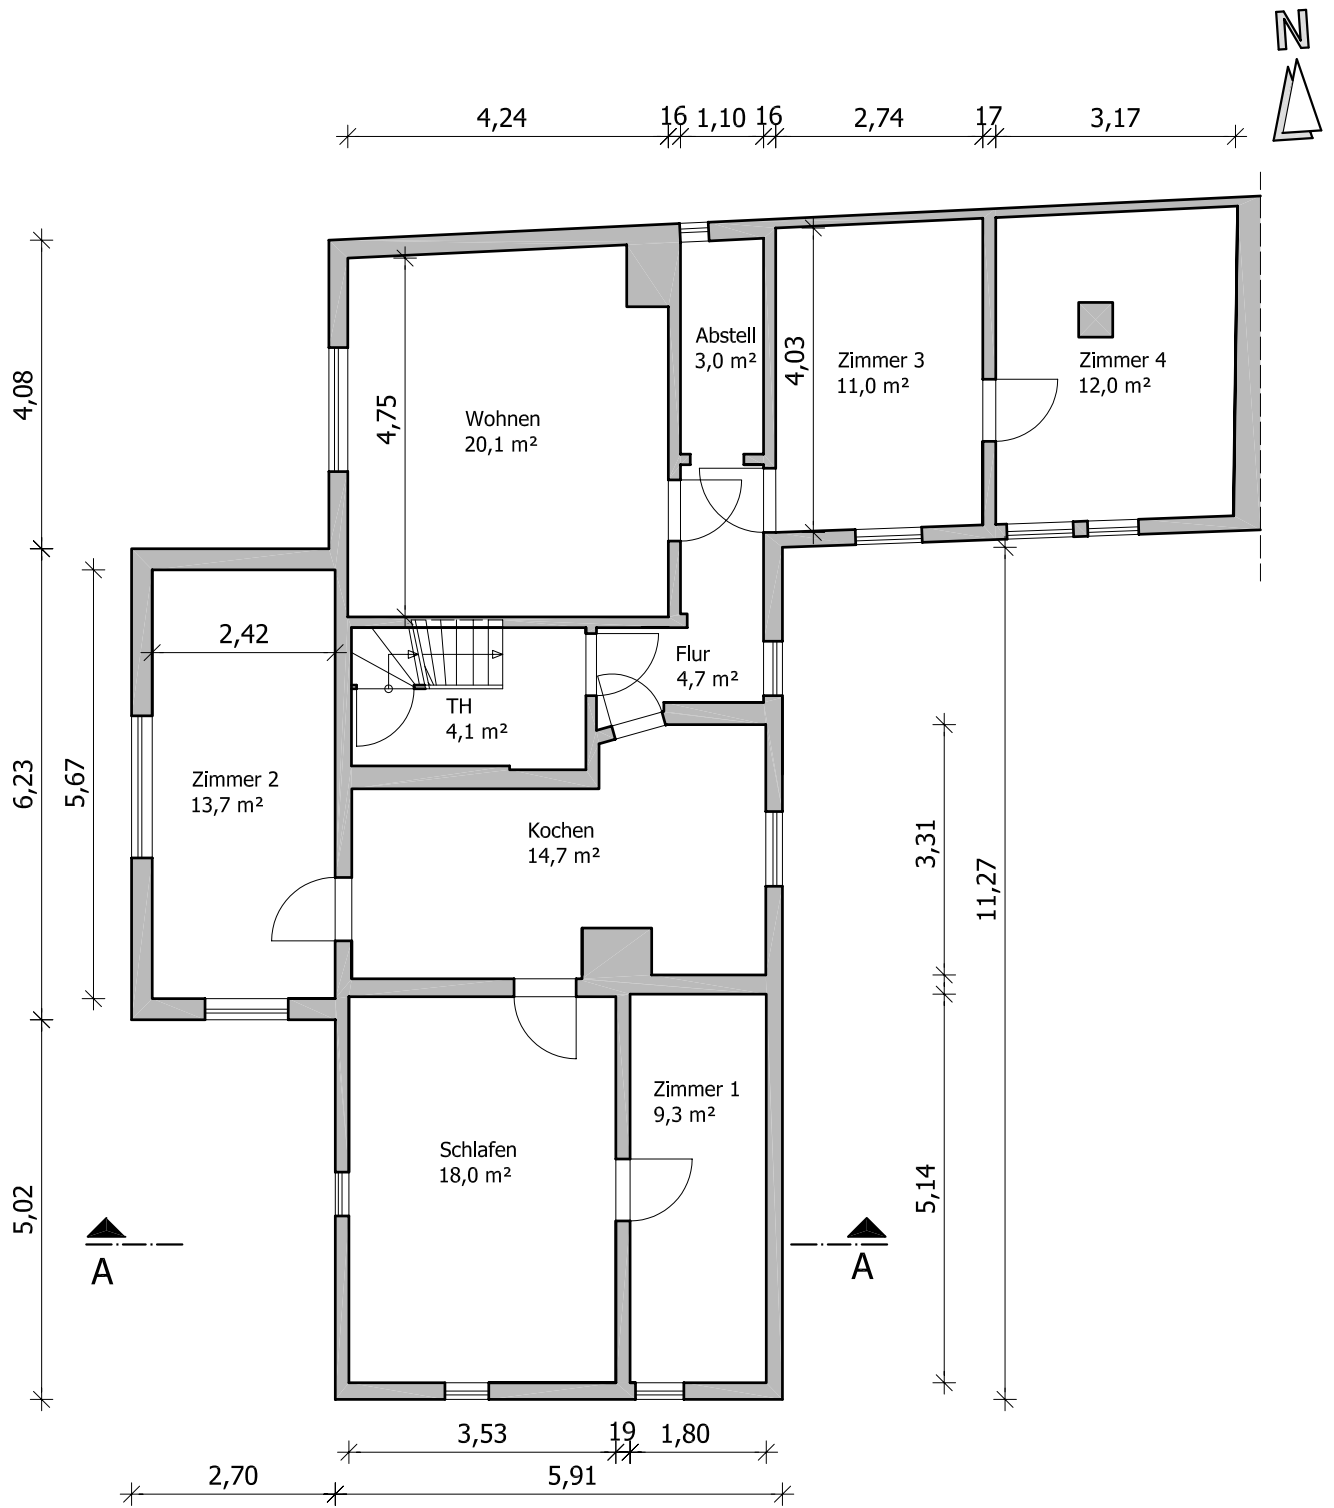 N
4,24
16
1,10
16
2,74
17
3,17
4,08
6,23
5,02
5,67
2,42
4,75
4,03
Abstell
3,0 m²
Zimmer 3
11,0 m²
Zimmer 4
12,0 m²
Wohnen
20,1 m²
Flur
4,7 m²
TH
4,1 m²
Zimmer 2
13,7 m²
Kochen
14,7 m²
3,31
11,27
Zimmer 1
9,3 m²
Schlafen
18,0 m²
5,14
A
A
3,53
19
1,80
2,70
5,91